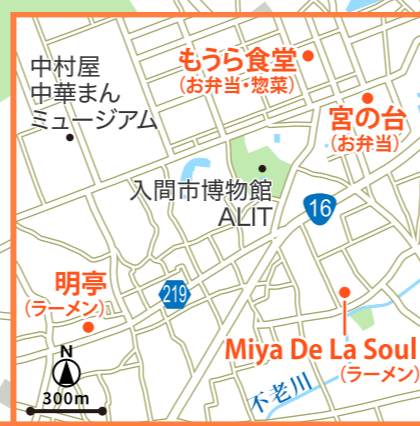 もうら食堂
(お弁当・惣菜)
中村屋
中華まん
ミュージアム
宮の台
(お弁当)
入間市博物館
ALIT
16
明亭
(ラーメン)
219
Miya De La Soul
(ラーメン)
不老川
N
300m